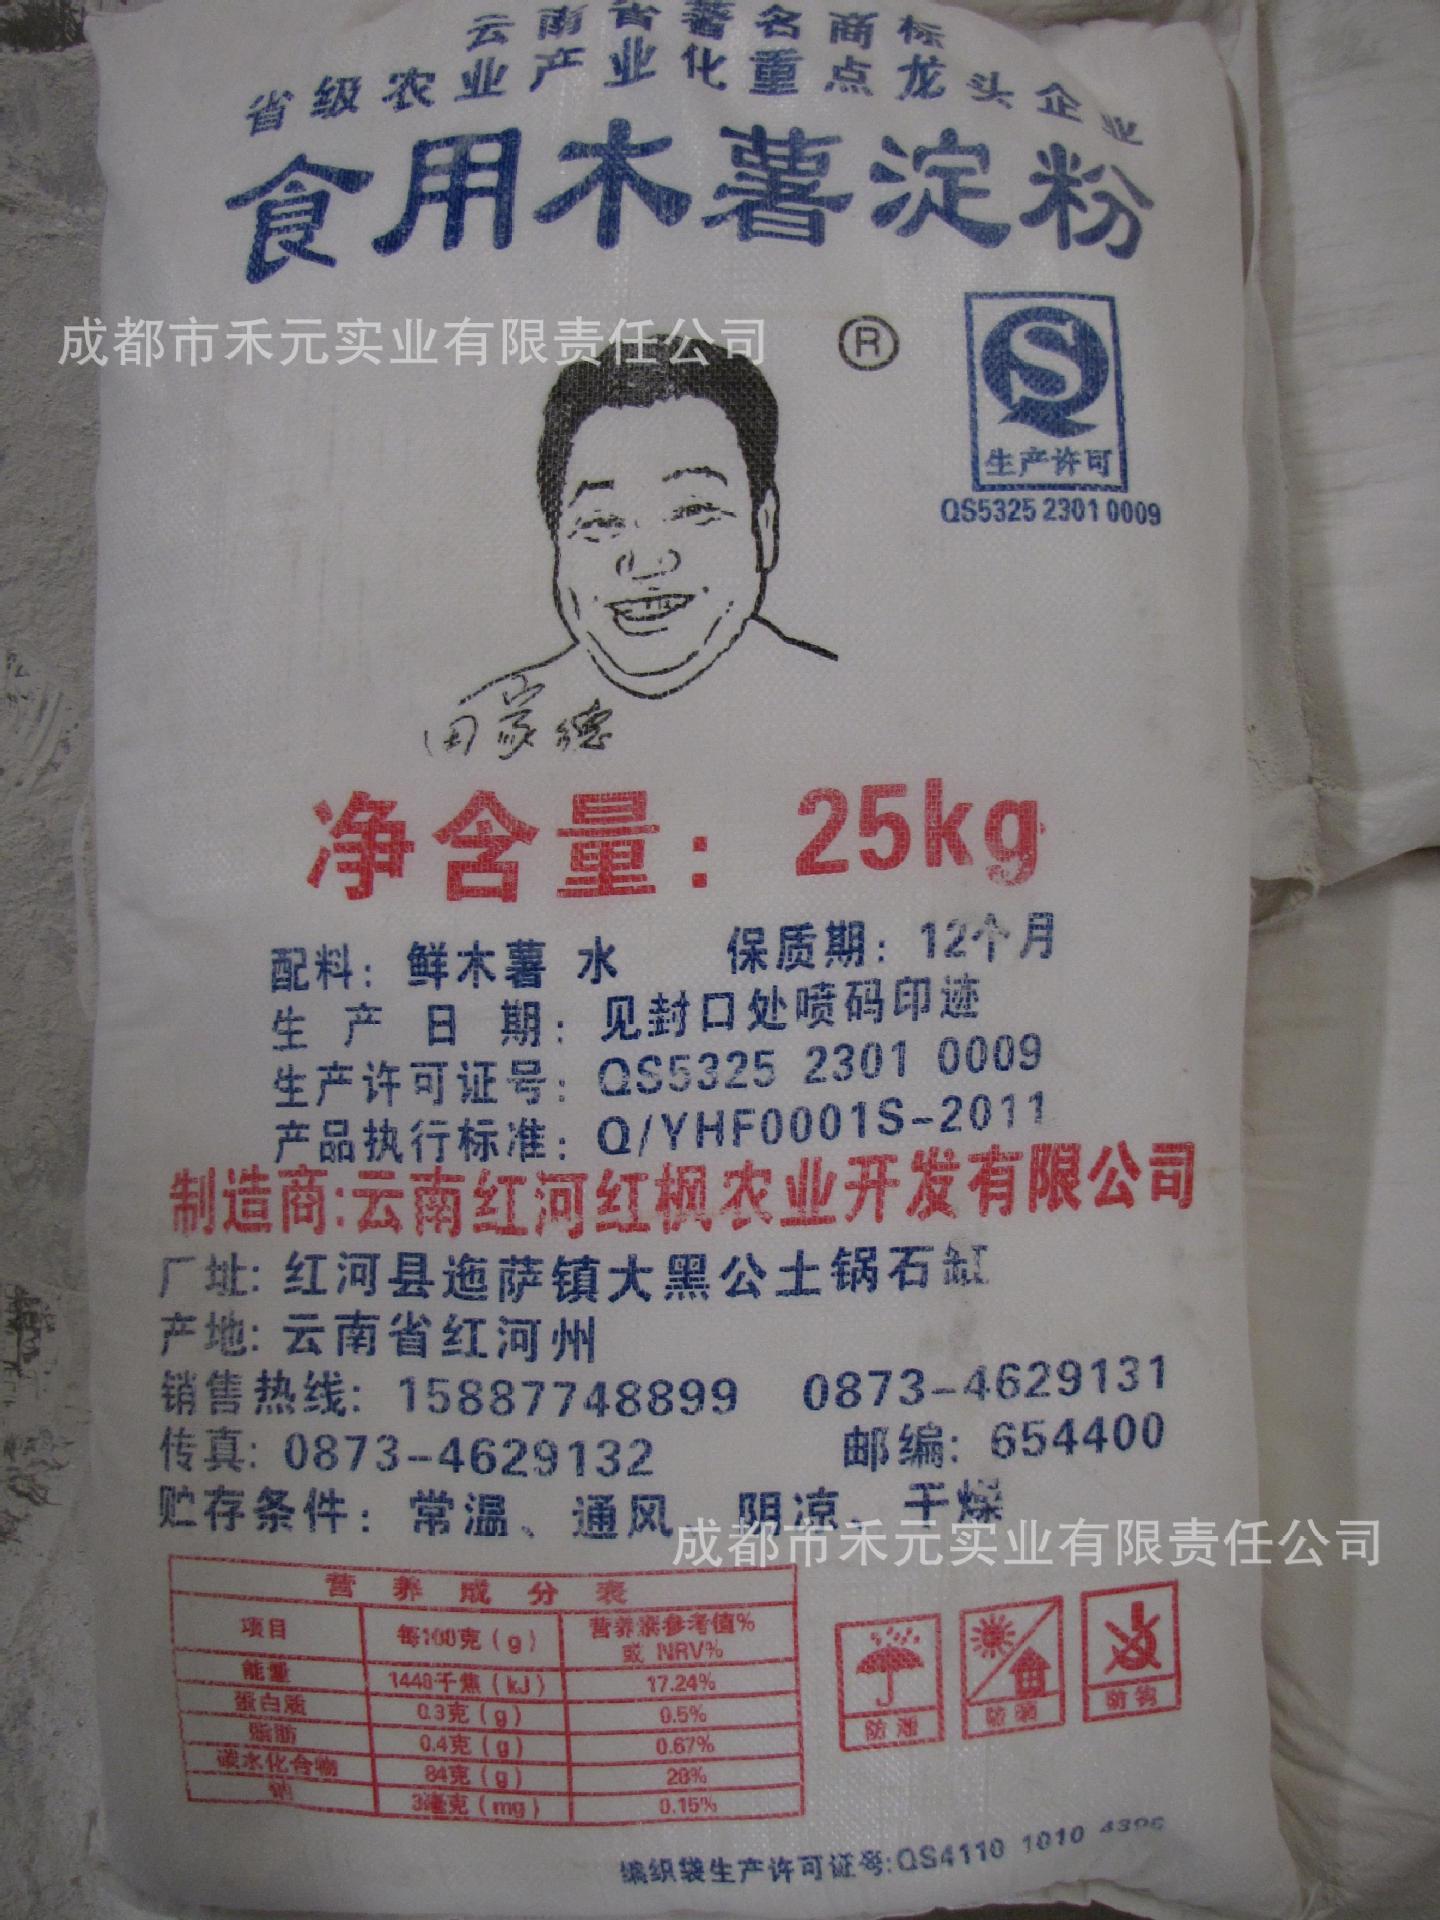 云南省著名商标
省级农业产业化重点龙头企业
食用木薯淀粉
成都市禾元实业有限责任公司
®
QS
生产许可
QS5325 2301 0009
田家德
净含量：25kg
配料：鲜木薯 水 保质期：12个月
生产日期：见封口处喷码印迹
生产许可证号：QS5325 2301 0009
产品执行标准：Q/YHF0001S-2011
制造商:云南红河红枫农业开发有限公司
厂址：红河县迤萨镇大黑公土锅石缸
产地：云南省红河州
销售热线：15887748899 0873-4629131
传真：0873-4629132 邮编：654400
贮存条件：常温、通风、阴凉、干燥
成都市禾元实业有限责任公司
营养成分表
项目 每100克（g） 营养素参考值%或 NRV%
能量 1448千焦（kJ） 17.24%
蛋白质 0.3克（g） 0.5%
脂肪 0.4克（g） 0.67%
碳水化合物 84克（g） 28%
钠 3毫克（mg） 0.15%
防潮 防晒 防钩
编织袋生产许可证号:QS4110 1010